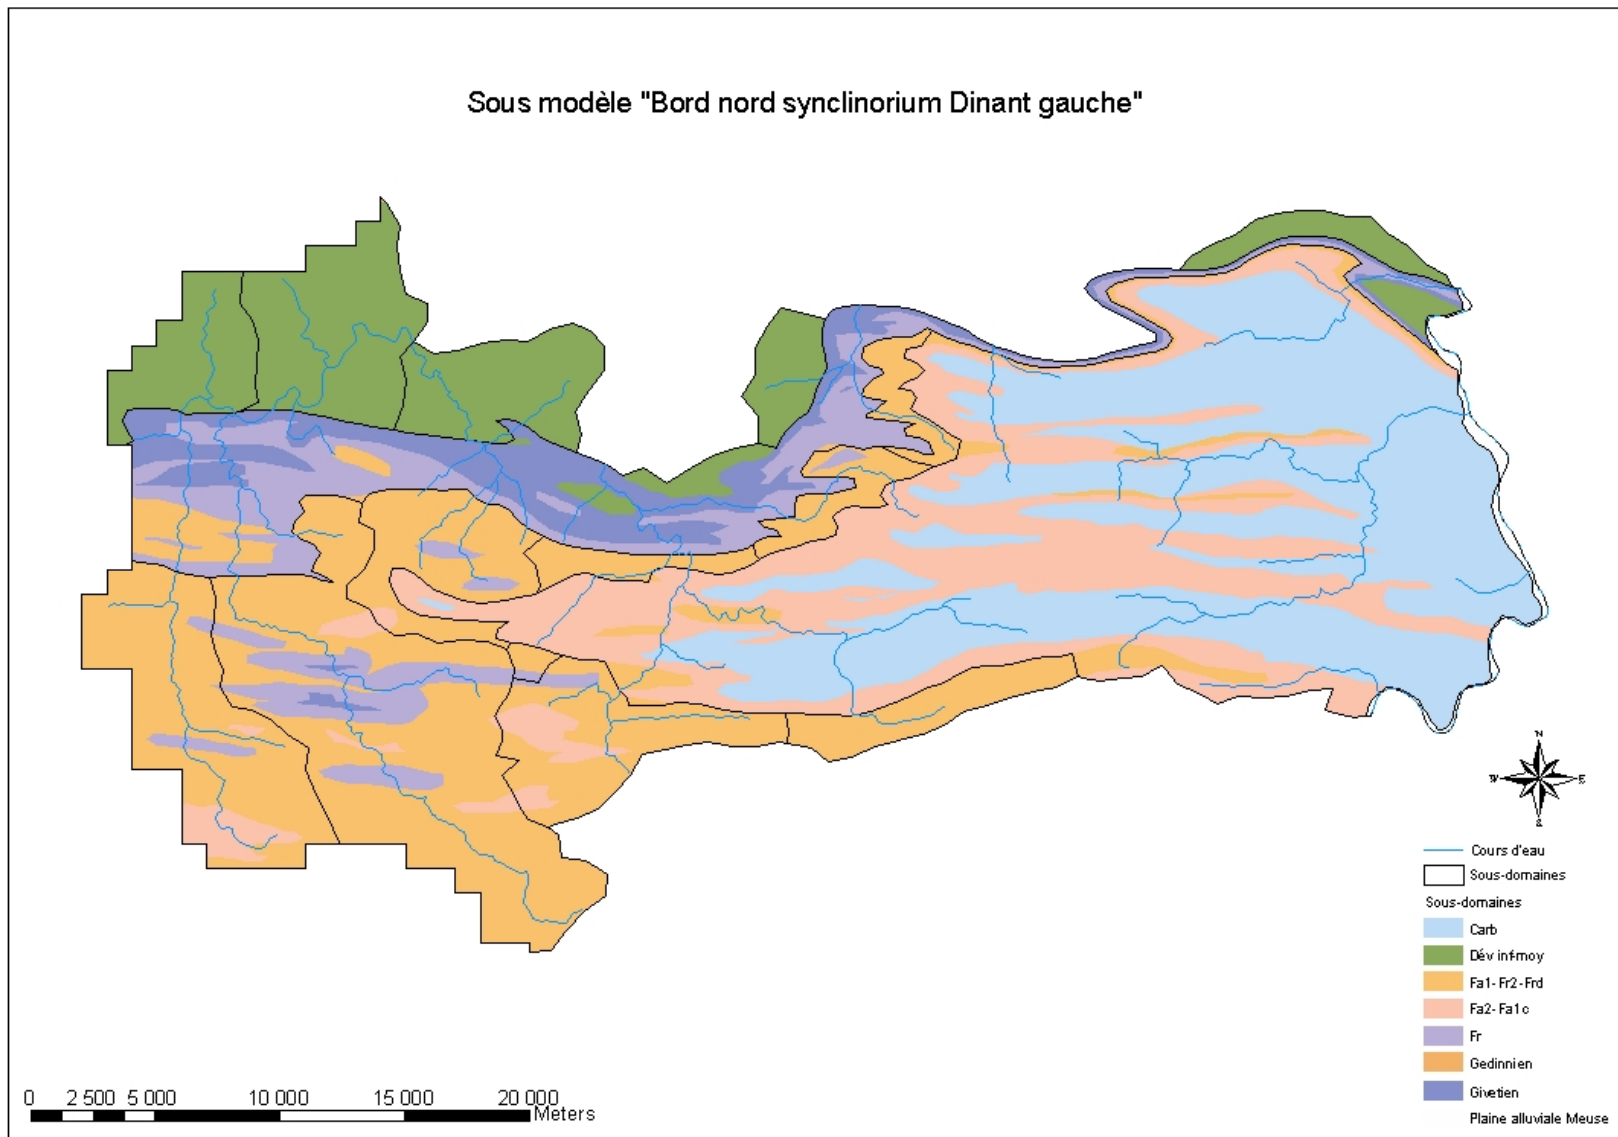 Sous modèle "Bord nord synclinorium Dinant gauche"
N
W E
S
Cours d'eau
Sous-domaines
Sous-domaines
Carb
Dév inf-moy
Fa1-Fr2-Frd
Fa2-Fa1c
Fr
Gedinnien
Givetien
Plaine alluviale Meuse
0 2 500 5 000 10 000 15 000 20 000
Meters